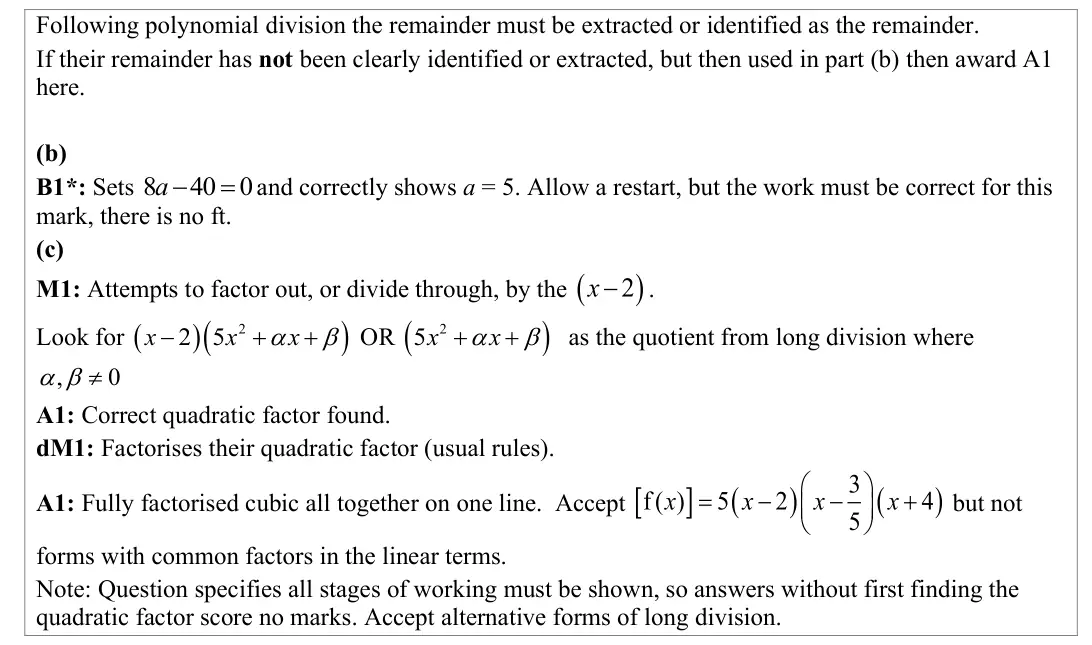 Following polynomial division the remainder must be extracted or identified as the remainder.
If their remainder has not been clearly identified or extracted, but then used in part (b) then award A1
here.
(b)
B1*: Sets 8a − 40 = 0 and correctly shows a = 5. Allow a restart, but the work must be correct for this
mark, there is no ft.
(c)
M1: Attempts to factor out, or divide through, by the (x − 2).
Look for (x − 2)(5x² + αx + β) OR (5x² + αx + β) as the quotient from long division where
α, β ≠ 0
A1: Correct quadratic factor found.
dM1: Factorises their quadratic factor (usual rules).
A1: Fully factorised cubic all together on one line. Accept [f(x)] = 5(x − 2)(x − 3/5)(x + 4) but not
forms with common factors in the linear terms.
Note: Question specifies all stages of working must be shown, so answers without first finding the
quadratic factor score no marks. Accept alternative forms of long division.